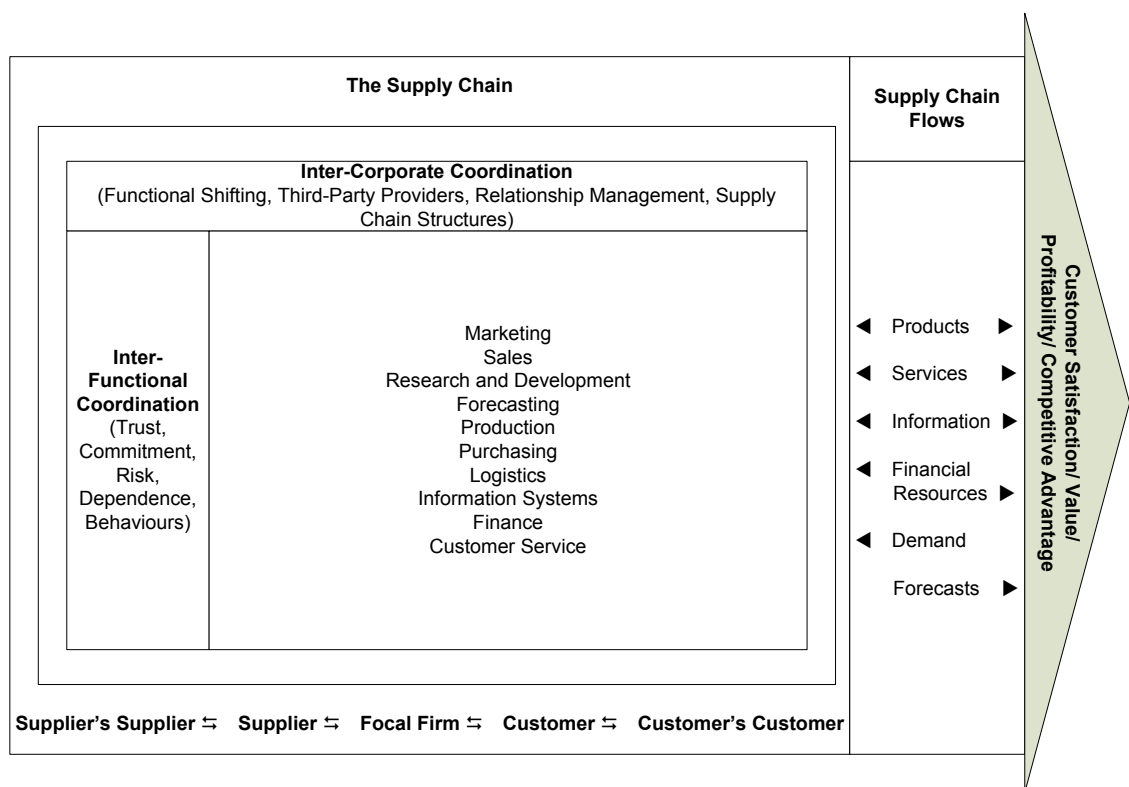 The Supply Chain
Supply Chain
Flows
Inter-Corporate Coordination
(Functional Shifting, Third-Party Providers, Relationship Management, Supply
Chain Structures)
Inter-
Functional
Coordination
(Trust,
Commitment,
Risk,
Dependence,
Behaviours)
Marketing
Sales
Research and Development
Forecasting
Production
Purchasing
Logistics
Information Systems
Finance
Customer Service
◄ Products ►
◄ Services ►
◄ Information ►
◄ Financial
Resources ►
◄ Demand
Forecasts ►
Customer Satisfaction/ Value/
Profitability/ Competitive Advantage
Supplier's Supplier ⇆ Supplier ⇆ Focal Firm ⇆ Customer ⇆ Customer's Customer